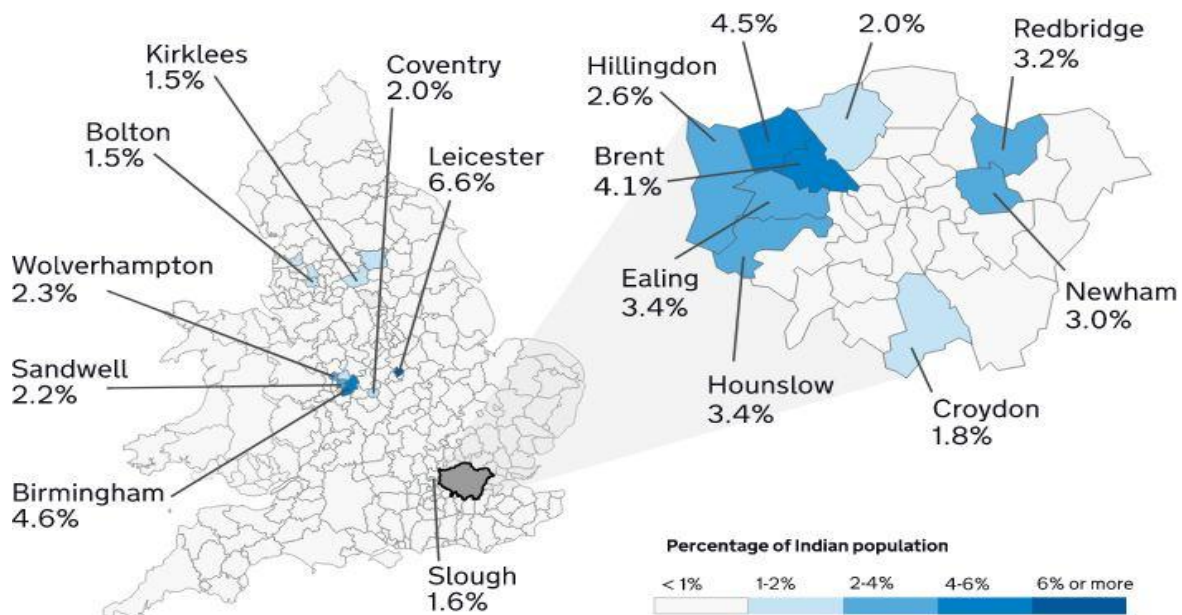 Kirklees
1.5%
Coventry
2.0%
Bolton
1.5%
Leicester
6.6%
Wolverhampton
2.3%
Sandwell
2.2%
Birmingham
4.6%
Slough
1.6%
4.5%
2.0%
Redbridge
3.2%
Hillingdon
2.6%
Brent
4.1%
Ealing
3.4%
Newham
3.0%
Hounslow
3.4%
Croydon
1.8%
Percentage of Indian population
< 1% 1-2% 2-4% 4-6% 6% or more